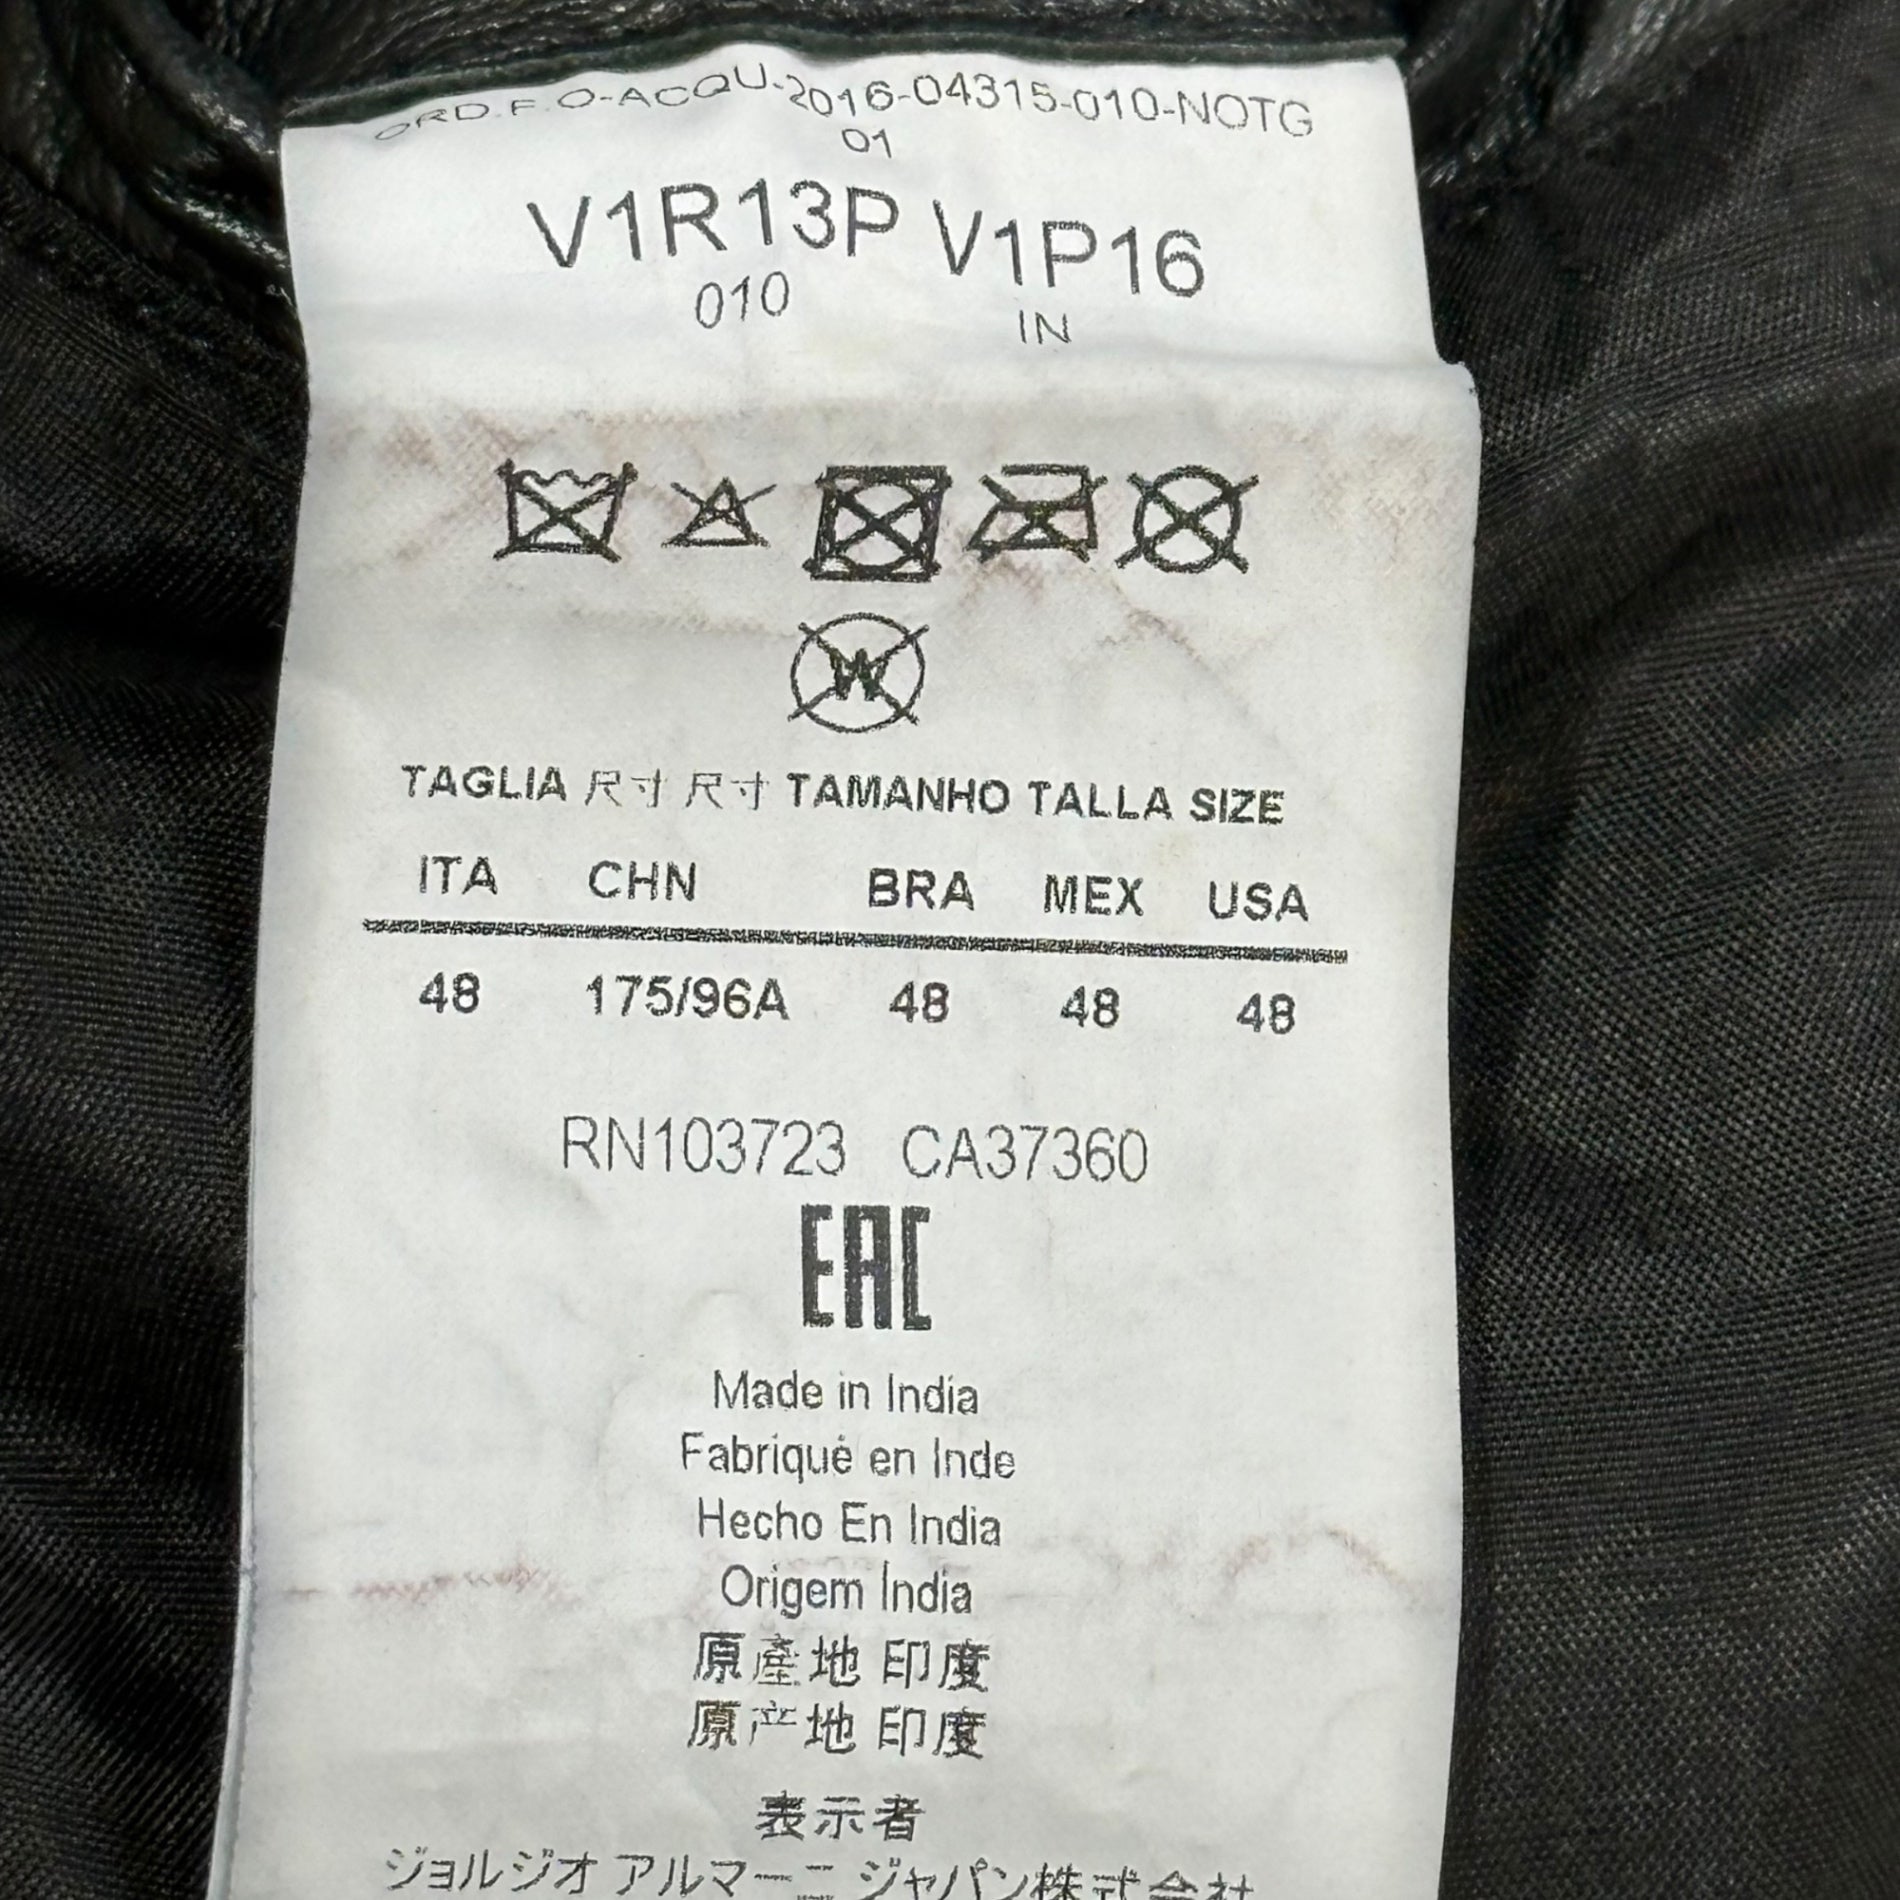 ORD.F.O-ACQU-2016-04315-010-NOTG
01
V1R13P V1P16
010 IN
W
TAGLIA 尺寸 尺寸 TAMANHO TALLA SIZE
ITA CHN BRA MEX USA
48 175/96A 48 48 48
RN103723 CA37360
EAC
Made in India
Fabriqué en Inde
Hecho En India
Origem Índia
原產地 印度
原产地 印度
表示者
ジョルジオ アルマーニ ジャパン株式会社